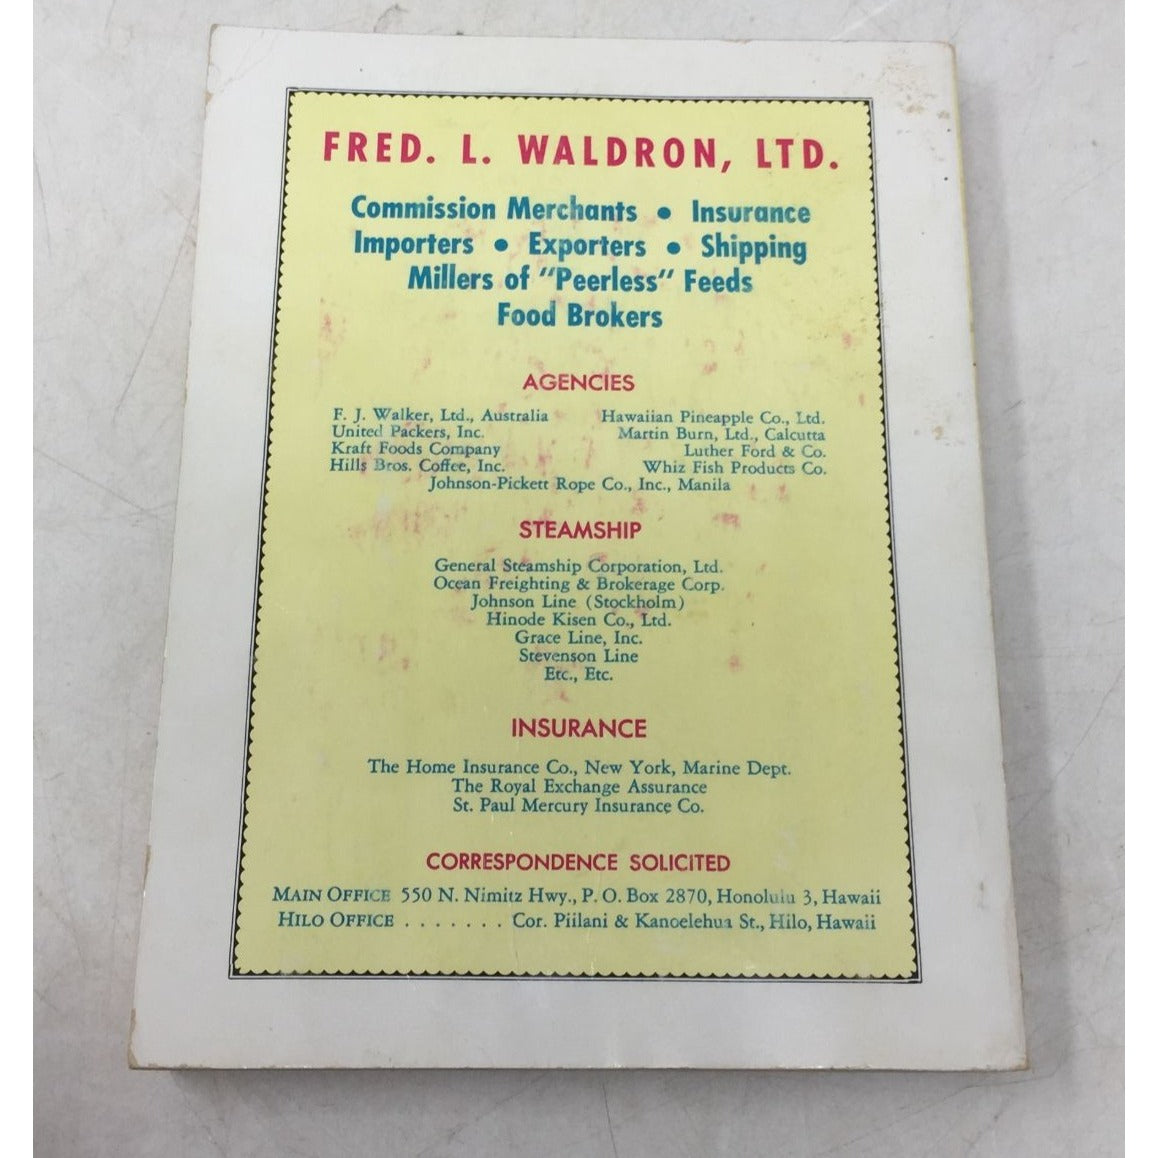 FRED. L. WALDRON, LTD.
Commission Merchants • Insurance
Importers • Exporters • Shipping
Millers of "Peerless" Feeds
Food Brokers
AGENCIES
F. J. Walker, Ltd., Australia Hawaiian Pineapple Co., Ltd.
United Packers, Inc. Martin Burn, Ltd., Calcutta
Kraft Foods Company Luther Ford & Co.
Hills Bros. Coffee, Inc. Whiz Fish Products Co.
Johnson-Pickett Rope Co., Inc., Manila
STEAMSHIP
General Steamship Corporation, Ltd.
Ocean Freighting & Brokerage Corp.
Johnson Line (Stockholm)
Hinode Kisen Co., Ltd.
Grace Line, Inc.
Stevenson Line
Etc., Etc.
INSURANCE
The Home Insurance Co., New York, Marine Dept.
The Royal Exchange Assurance
St. Paul Mercury Insurance Co.
CORRESPONDENCE SOLICITED
MAIN OFFICE 550 N. Nimitz Hwy., P. O. Box 2870, Honolulu 3, Hawaii
HILO OFFICE . . . . . . . Cor. Piilani & Kanoelehua St., Hilo, Hawaii